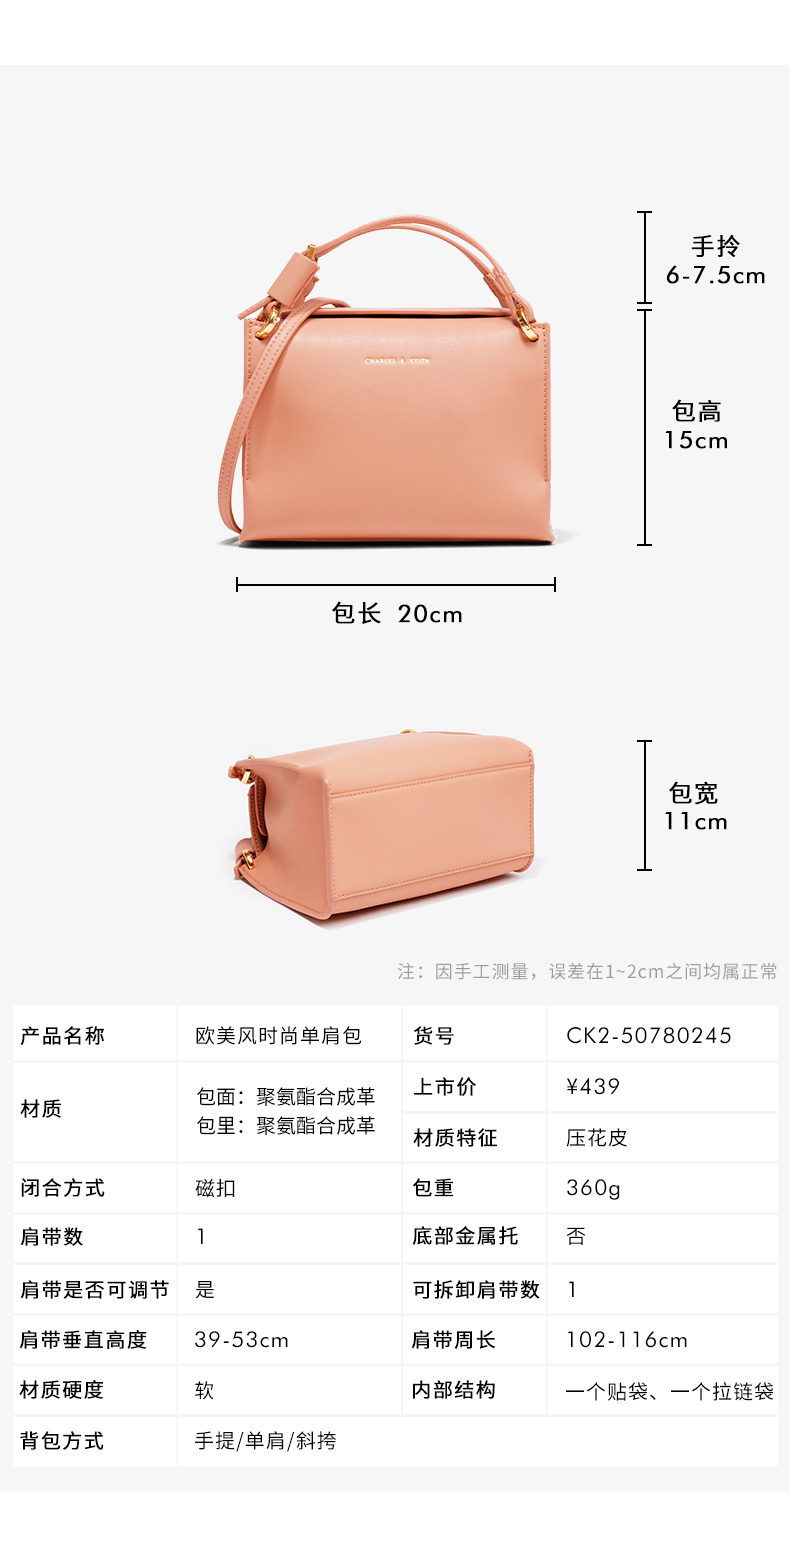 手拎
6-7.5cm
CHARLES & KEITH
包高
15cm
包长 20cm
包宽
11cm
注：因手工测量，误差在1~2cm之间均属正常
产品名称 欧美风时尚单肩包 货号 CK2-50780245
材质 包面：聚氨酯合成革
包里：聚氨酯合成革
上市价 ¥439
材质特征 压花皮
闭合方式 磁扣 包重 360g
肩带数 1 底部金属托 否
肩带是否可调节 是 可拆卸肩带数 1
肩带垂直高度 39-53cm 肩带周长 102-116cm
材质硬度 软 内部结构 一个贴袋、一个拉链袋
背包方式 手提/单肩/斜挎